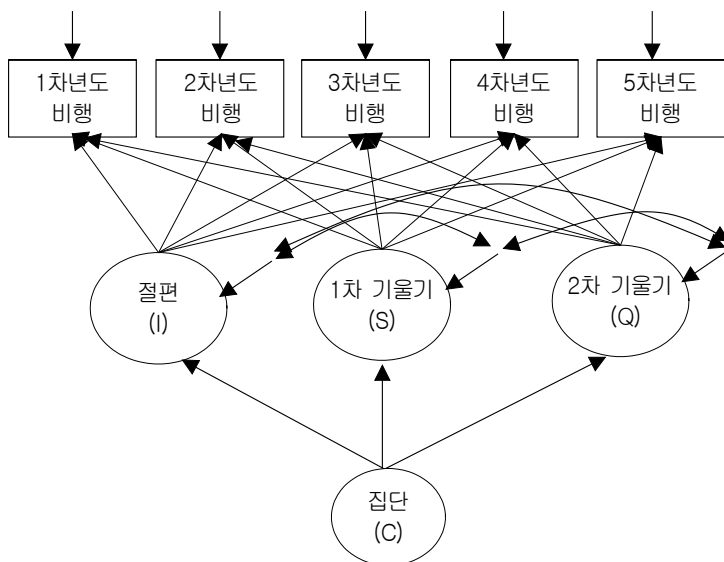 1차년도
비행
2차년도
비행
3차년도
비행
4차년도
비행
5차년도
비행
절편
(I)
1차 기울기
(S)
2차 기울기
(Q)
집단
(C)